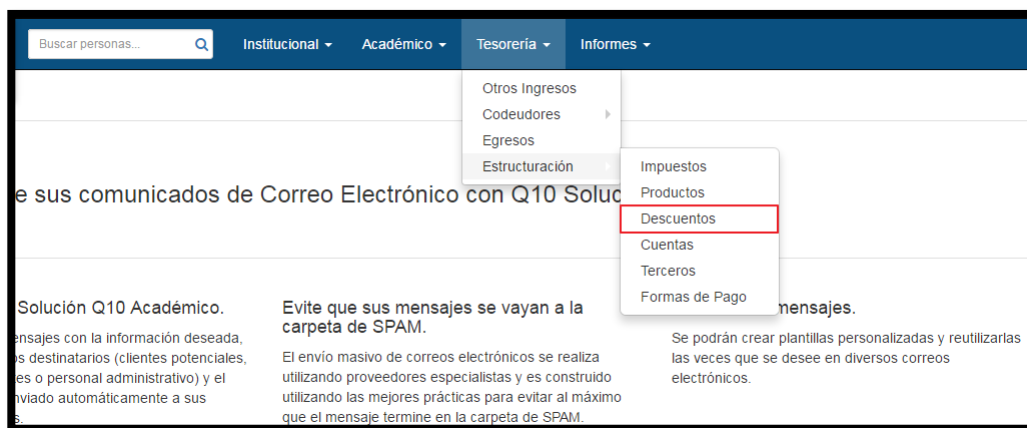 Buscar personas...
Institucional
Académico
Tesorería
Informes
Otros Ingresos
Codeudores
Egresos
Estructuración
Impuestos
Productos
Descuentos
Cuentas
Terceros
Formas de Pago
e sus comunicados de Correo Electrónico con Q10
Solución Q10 Académico.
ensajes con la información deseada,
destinatarios (clientes potenciales,
es o personal administrativo) y el
nviado automáticamente a sus
s.
Evite que sus mensajes se vayan a la
carpeta de SPAM.
El envío masivo de correos electrónicos se realiza
utilizando proveedores especialistas y es construido
utilizando las mejores prácticas para evitar al máximo
que el mensaje termine en la carpeta de SPAM.
mensajes.
Se podrán crear plantillas personalizadas y reutilizarlas
las veces que se desee en diversos correos
electrónicos.